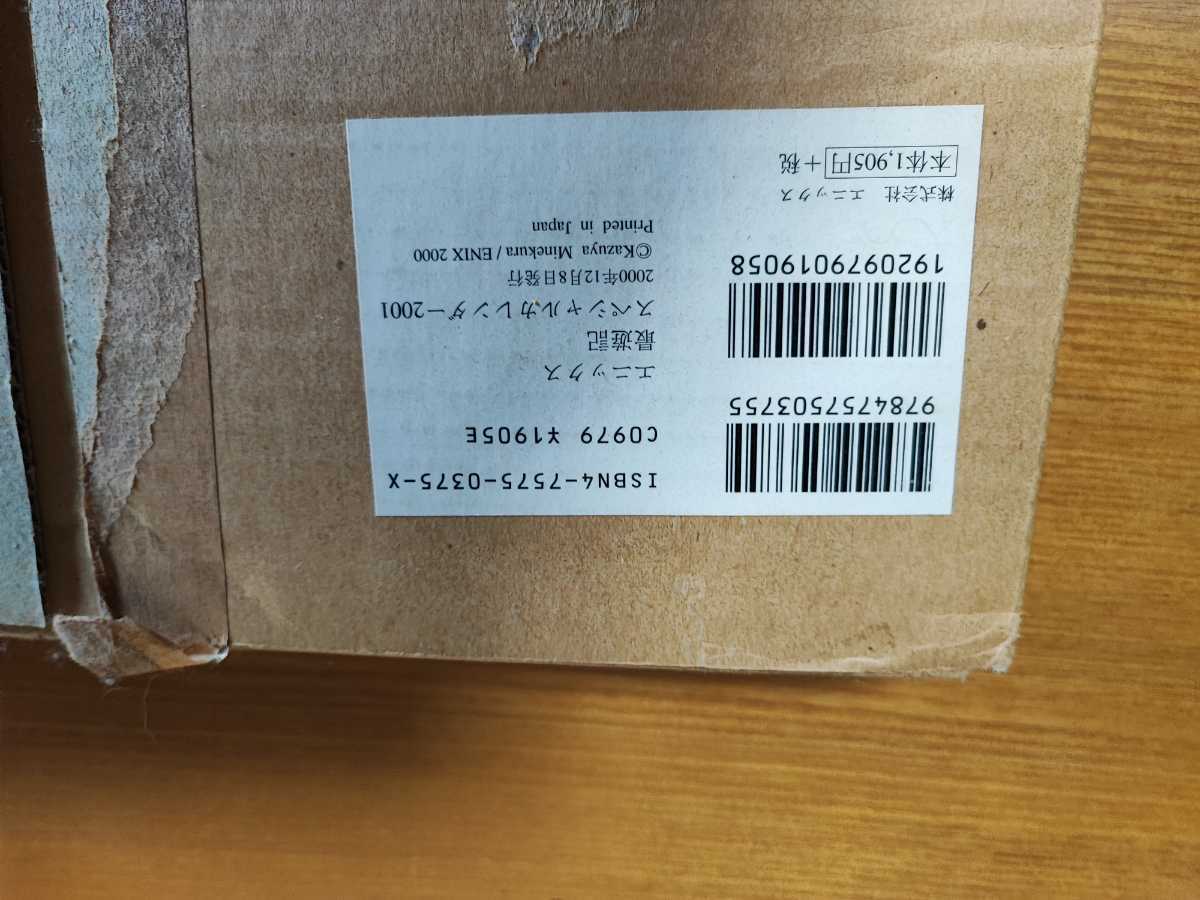 ISBN4-7575-0375-X
C0979 ¥1905E
エニックス
最遊記
スペシャルカレンダー2001
2000年12月8日発行
©Kazuya Minekura / ENIX 2000
Printed in Japan
9784757503755
1920979019058
株式会社 エニックス
本体1,905円+税